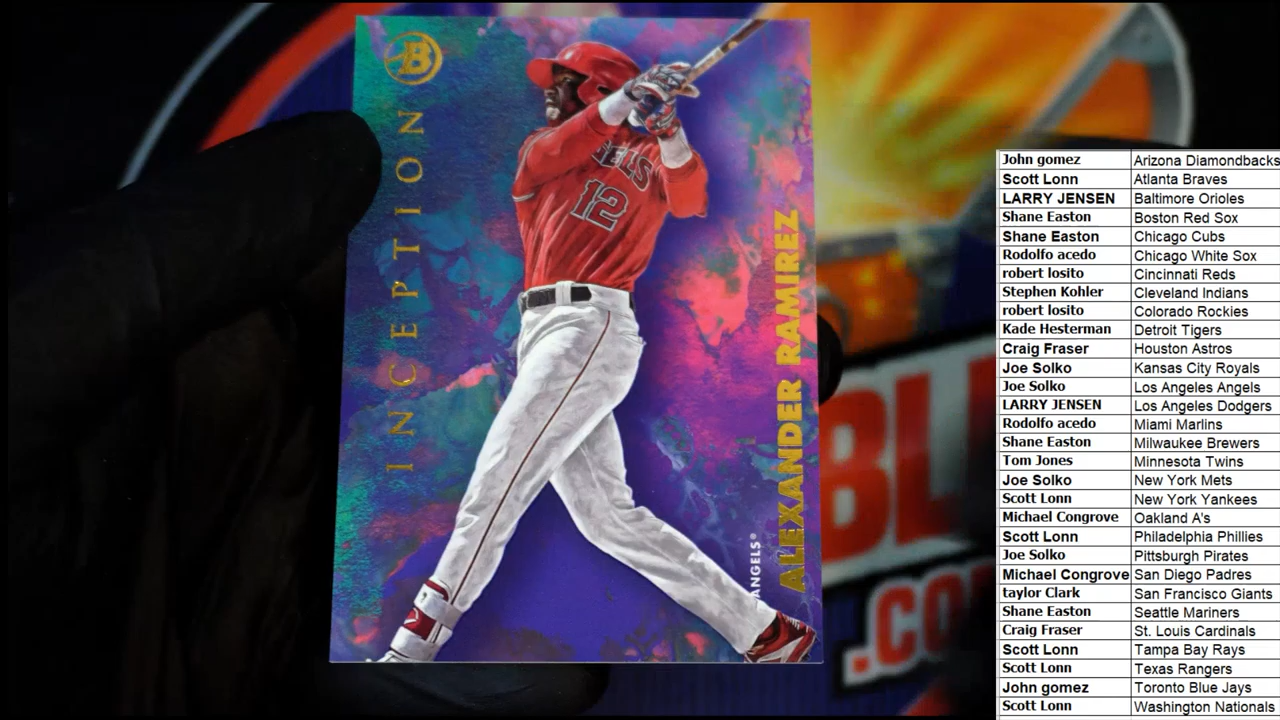 B
INCEPTION
ANGELS
12
ALEXANDER RAMIREZ
ANGELS®
BL
.CO
John gomez Arizona Diamondbacks
Scott Lonn Atlanta Braves
LARRY JENSEN Baltimore Orioles
Shane Easton Boston Red Sox
Shane Easton Chicago Cubs
Rodolfo acedo Chicago White Sox
robert losito Cincinnati Reds
Stephen Kohler Cleveland Indians
robert losito Colorado Rockies
Kade Hesterman Detroit Tigers
Craig Fraser Houston Astros
Joe Solko Kansas City Royals
Joe Solko Los Angeles Angels
LARRY JENSEN Los Angeles Dodgers
Rodolfo acedo Miami Marlins
Shane Easton Milwaukee Brewers
Tom Jones Minnesota Twins
Joe Solko New York Mets
Scott Lonn New York Yankees
Michael Congrove Oakland A's
Scott Lonn Philadelphia Phillies
Joe Solko Pittsburgh Pirates
Michael Congrove San Diego Padres
taylor Clark San Francisco Giants
Shane Easton Seattle Mariners
Craig Fraser St. Louis Cardinals
Scott Lonn Tampa Bay Rays
Scott Lonn Texas Rangers
John gomez Toronto Blue Jays
Scott Lonn Washington Nationals